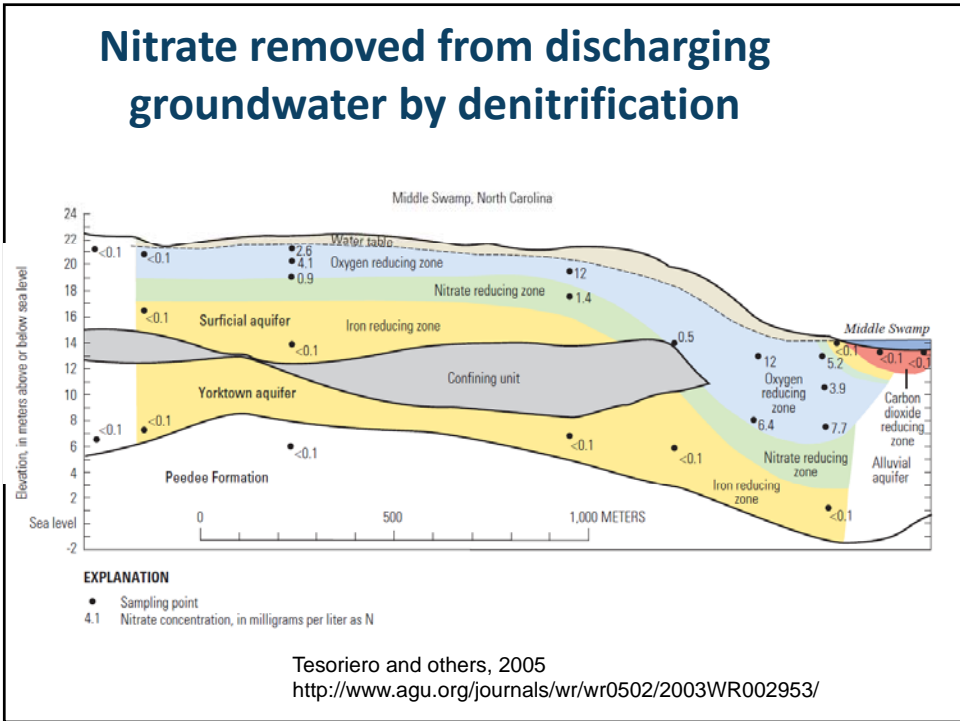 Nitrate removed from discharging
groundwater by denitrification
Middle Swamp, North Carolina
Elevation, in meters above or below sea level
24
22
20
18
16
14
12
10
8
6
4
2
Sea level
-2
<0.1
<0.1
Water table
2.6
4.1
Oxygen reducing zone
0.9
12
Nitrate reducing zone
1.4
<0.1
Surficial aquifer
Iron reducing zone
<0.1
0.5
Middle Swamp
<0.1
<0.1
<0.1
12
5.2
Confining unit
Oxygen
reducing
zone
3.9
Carbon
dioxide
reducing
zone
Yorktown aquifer
6.4
7.7
<0.1
<0.1
<0.1
<0.1
<0.1
Peedee Formation
Nitrate reducing
zone
Alluvial
aquifer
Iron reducing
zone
<0.1
0
500
1,000 METERS
EXPLANATION
Sampling point
4.1 Nitrate concentration, in milligrams per liter as N
Tesoriero and others, 2005
http://www.agu.org/journals/wr/wr0502/2003WR002953/